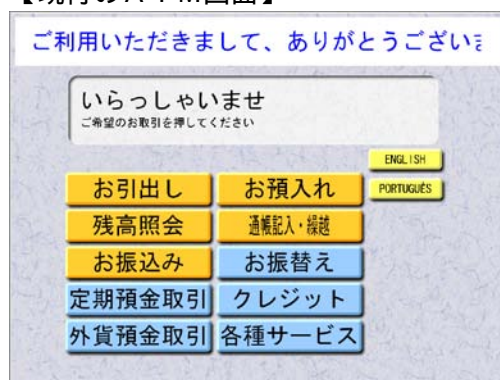 【現行のATM画面】
ご利用いただきまして、ありがとうござい
いらっしゃいませ
ご希望のお取引を押してください
ENGLISH
お引出し お預入れ PORTUGUÊS
残高照会 通帳記入・繰越
お振込み お振替え
定期預金取引 クレジット
外貨預金取引 各種サービス